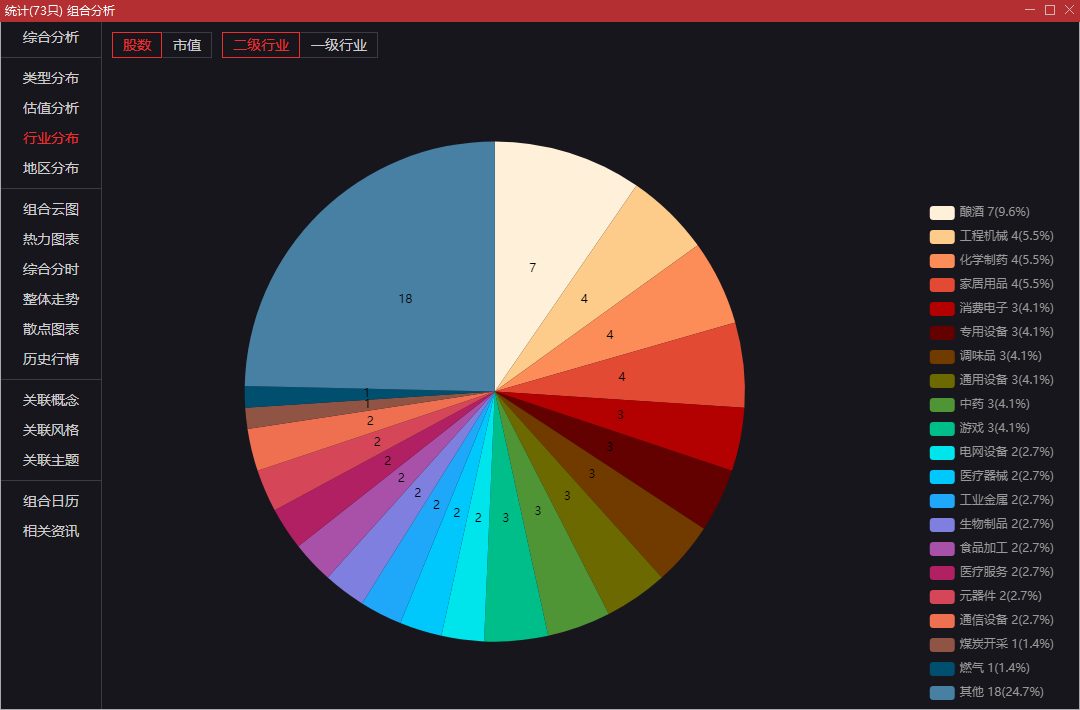 统计(73只) 组合分析
综合分析
类型分布
估值分析
行业分布
地区分布
组合云图
热力图表
综合分时
整体走势
散点图表
历史行情
关联概念
关联风格
关联主题
组合日历
相关资讯
股数 市值 二级行业 一级行业
7
4
4
4
3
3
3
3
3
3
2
2
2
2
2
2
2
2
1
1
18
酿酒 7(9.6%)
工程机械 4(5.5%)
化学制药 4(5.5%)
家居用品 4(5.5%)
消费电子 3(4.1%)
专用设备 3(4.1%)
调味品 3(4.1%)
通用设备 3(4.1%)
中药 3(4.1%)
游戏 3(4.1%)
电网设备 2(2.7%)
医疗器械 2(2.7%)
工业金属 2(2.7%)
生物制品 2(2.7%)
食品加工 2(2.7%)
医疗服务 2(2.7%)
元器件 2(2.7%)
通信设备 2(2.7%)
煤炭开采 1(1.4%)
燃气 1(1.4%)
其他 18(24.7%)